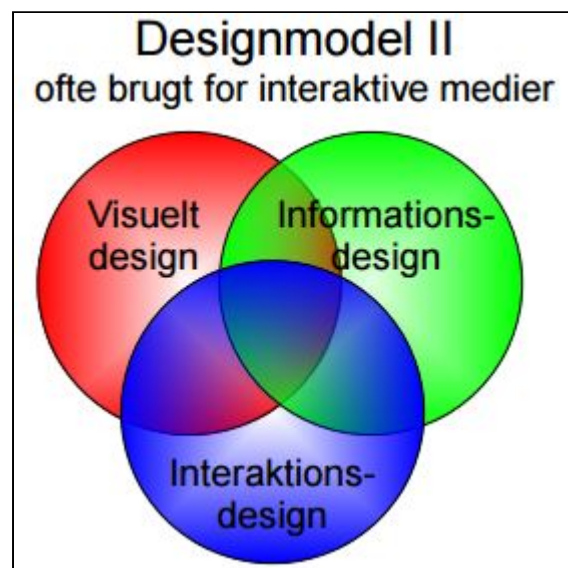 Designmodel II
ofte brugt for interaktive medier
Visuelt
design
Informations-
design
Interaktions-
design